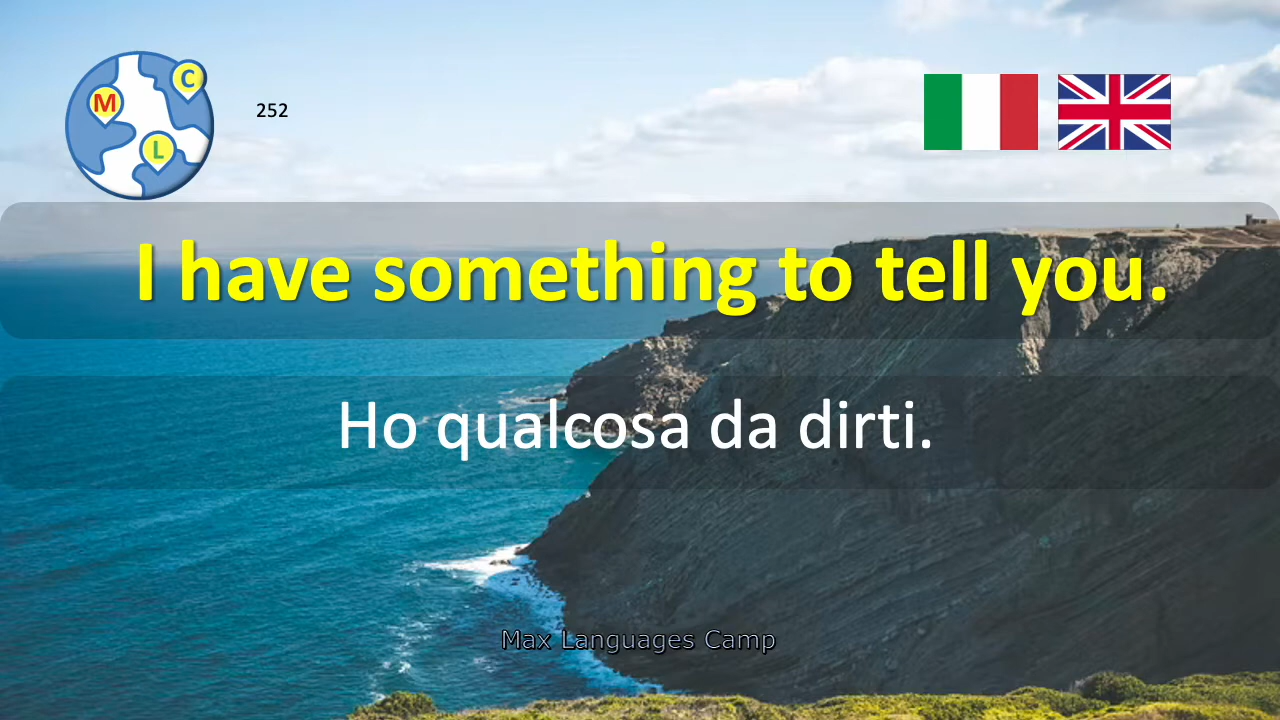 M
C
L
252
I have something to tell you.
Ho qualcosa da dirti.
Max Languages Camp